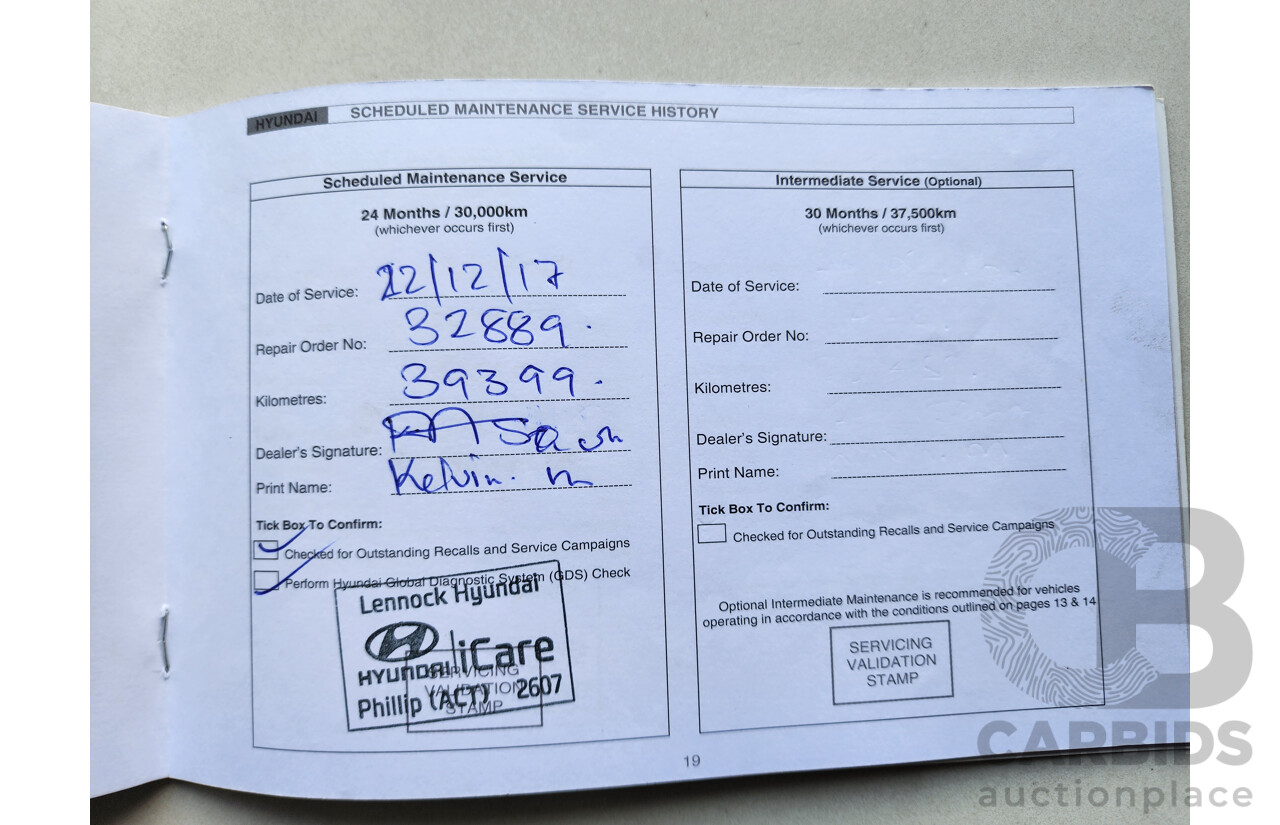 HYUNDAI SCHEDULED MAINTENANCE SERVICE HISTORY
Scheduled Maintenance Service
24 Months / 30,000km
(whichever occurs first)
Date of Service: 22/12/17
Repair Order No: 32889.
Kilometres: 39399.
Dealer's Signature:
Print Name: Kelvin. m
Tick Box To Confirm:
Checked for Outstanding Recalls and Service Campaigns
Perform Hyundai Global Diagnostic System (GDS) Check
Lennock Hyundai
HYUNDAI iCare
Phillip (ACT) 2607
SERVICING
VALIDATION
STAMP
Intermediate Service (Optional)
30 Months / 37,500km
(whichever occurs first)
Date of Service:
Repair Order No:
Kilometres:
Dealer's Signature:
Print Name:
Tick Box To Confirm:
Checked for Outstanding Recalls and Service Campaigns
Optional Intermediate Maintenance is recommended for vehicles
operating in accordance with the conditions outlined on pages 13 & 14
SERVICING
VALIDATION
STAMP
19
CARBIDS
auctionplace